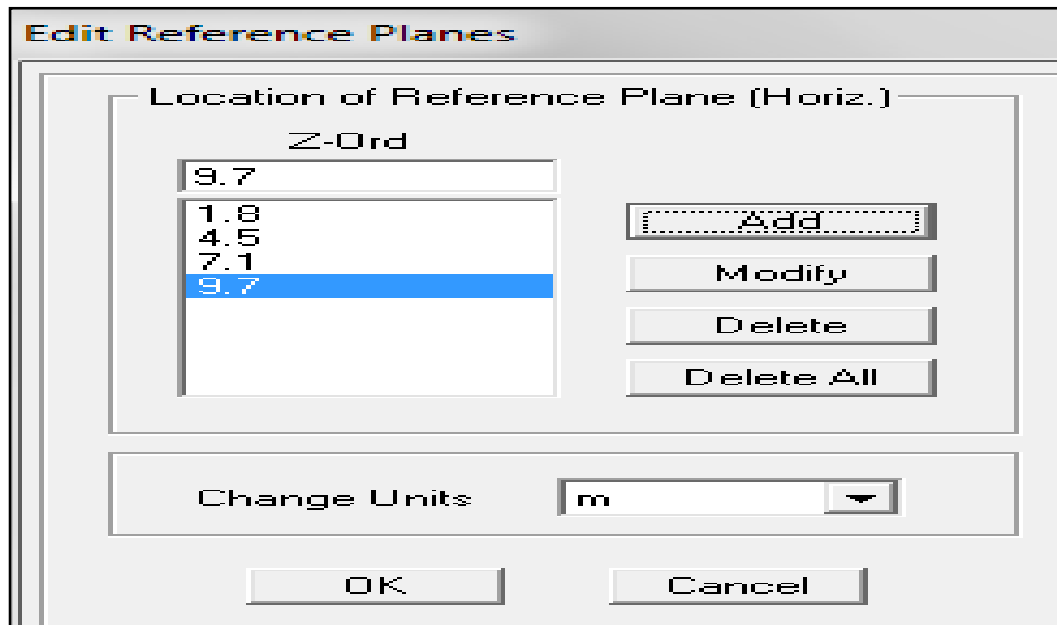 Edit Reference Planes
Location of Reference Plane (Horiz.)
Z-Ord
9.7
1.8
4.5
7.1
9.7
Add
Modify
Delete
Delete All
Change Units
m
OK
Cancel